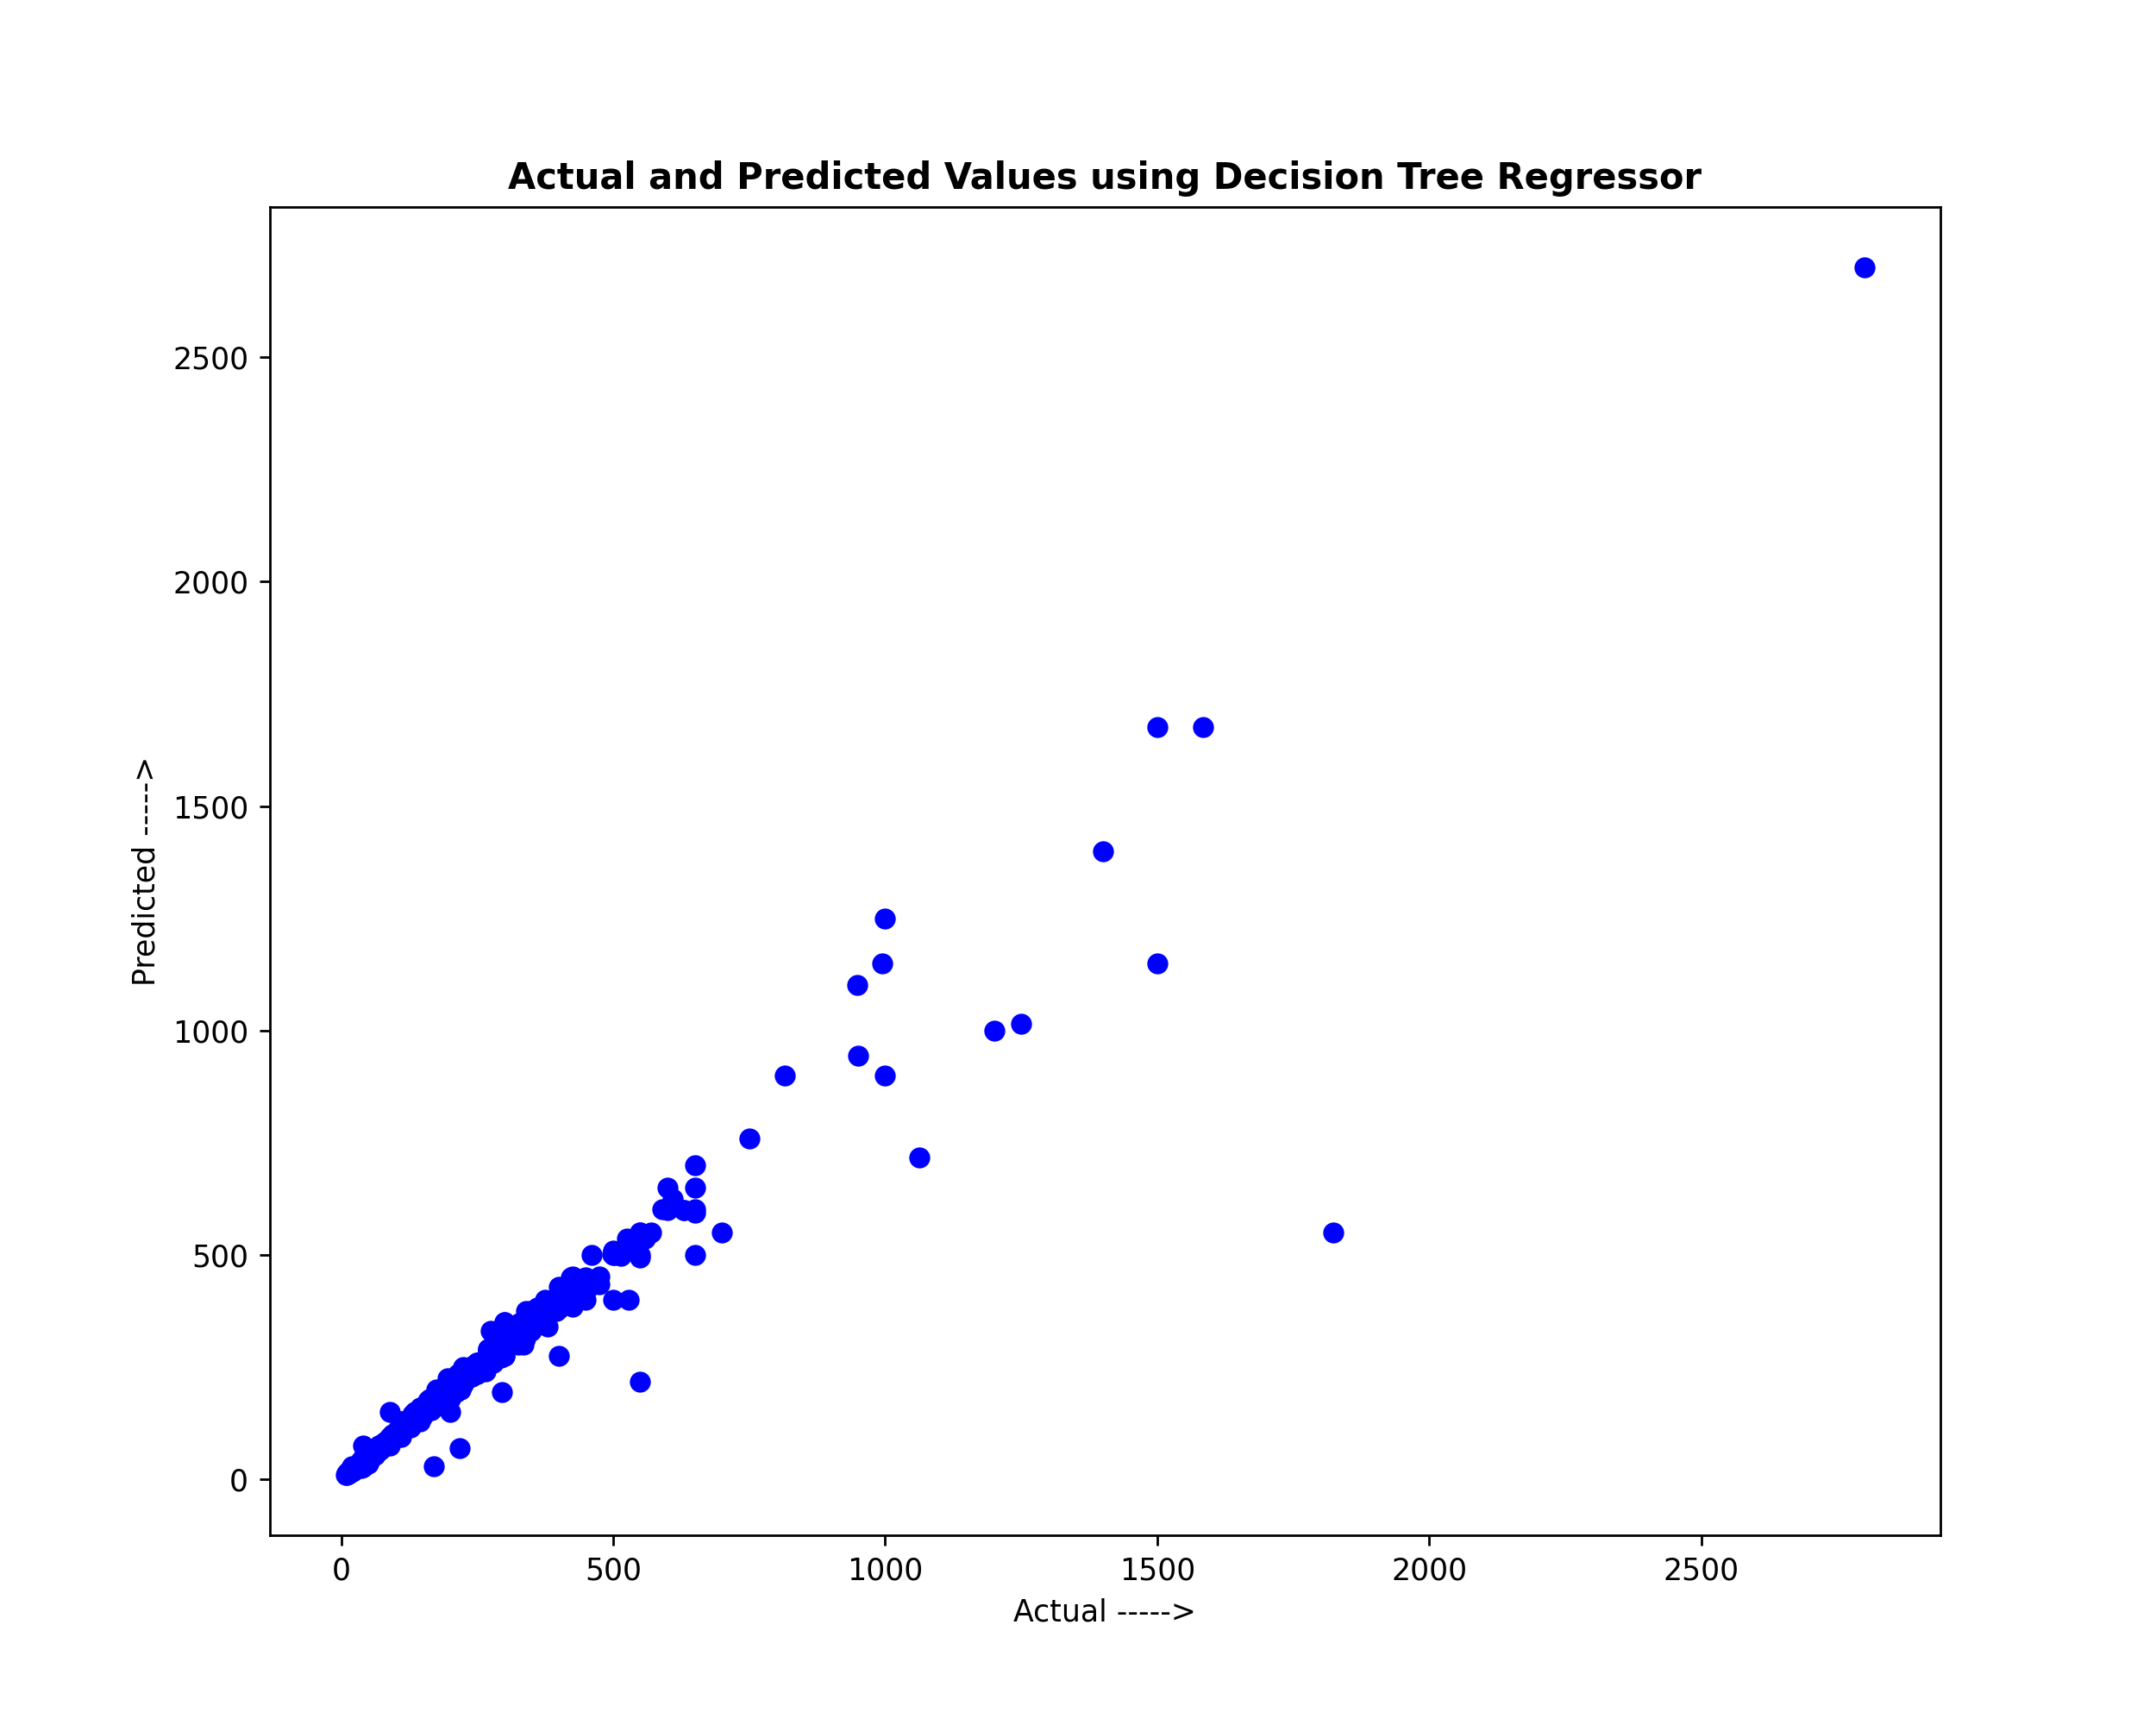 Actual and Predicted Values using Decision Tree Regressor
2500
2000
1500
1000
500
0
Predicted ----->
0 500 1000 1500 2000 2500
Actual ----->